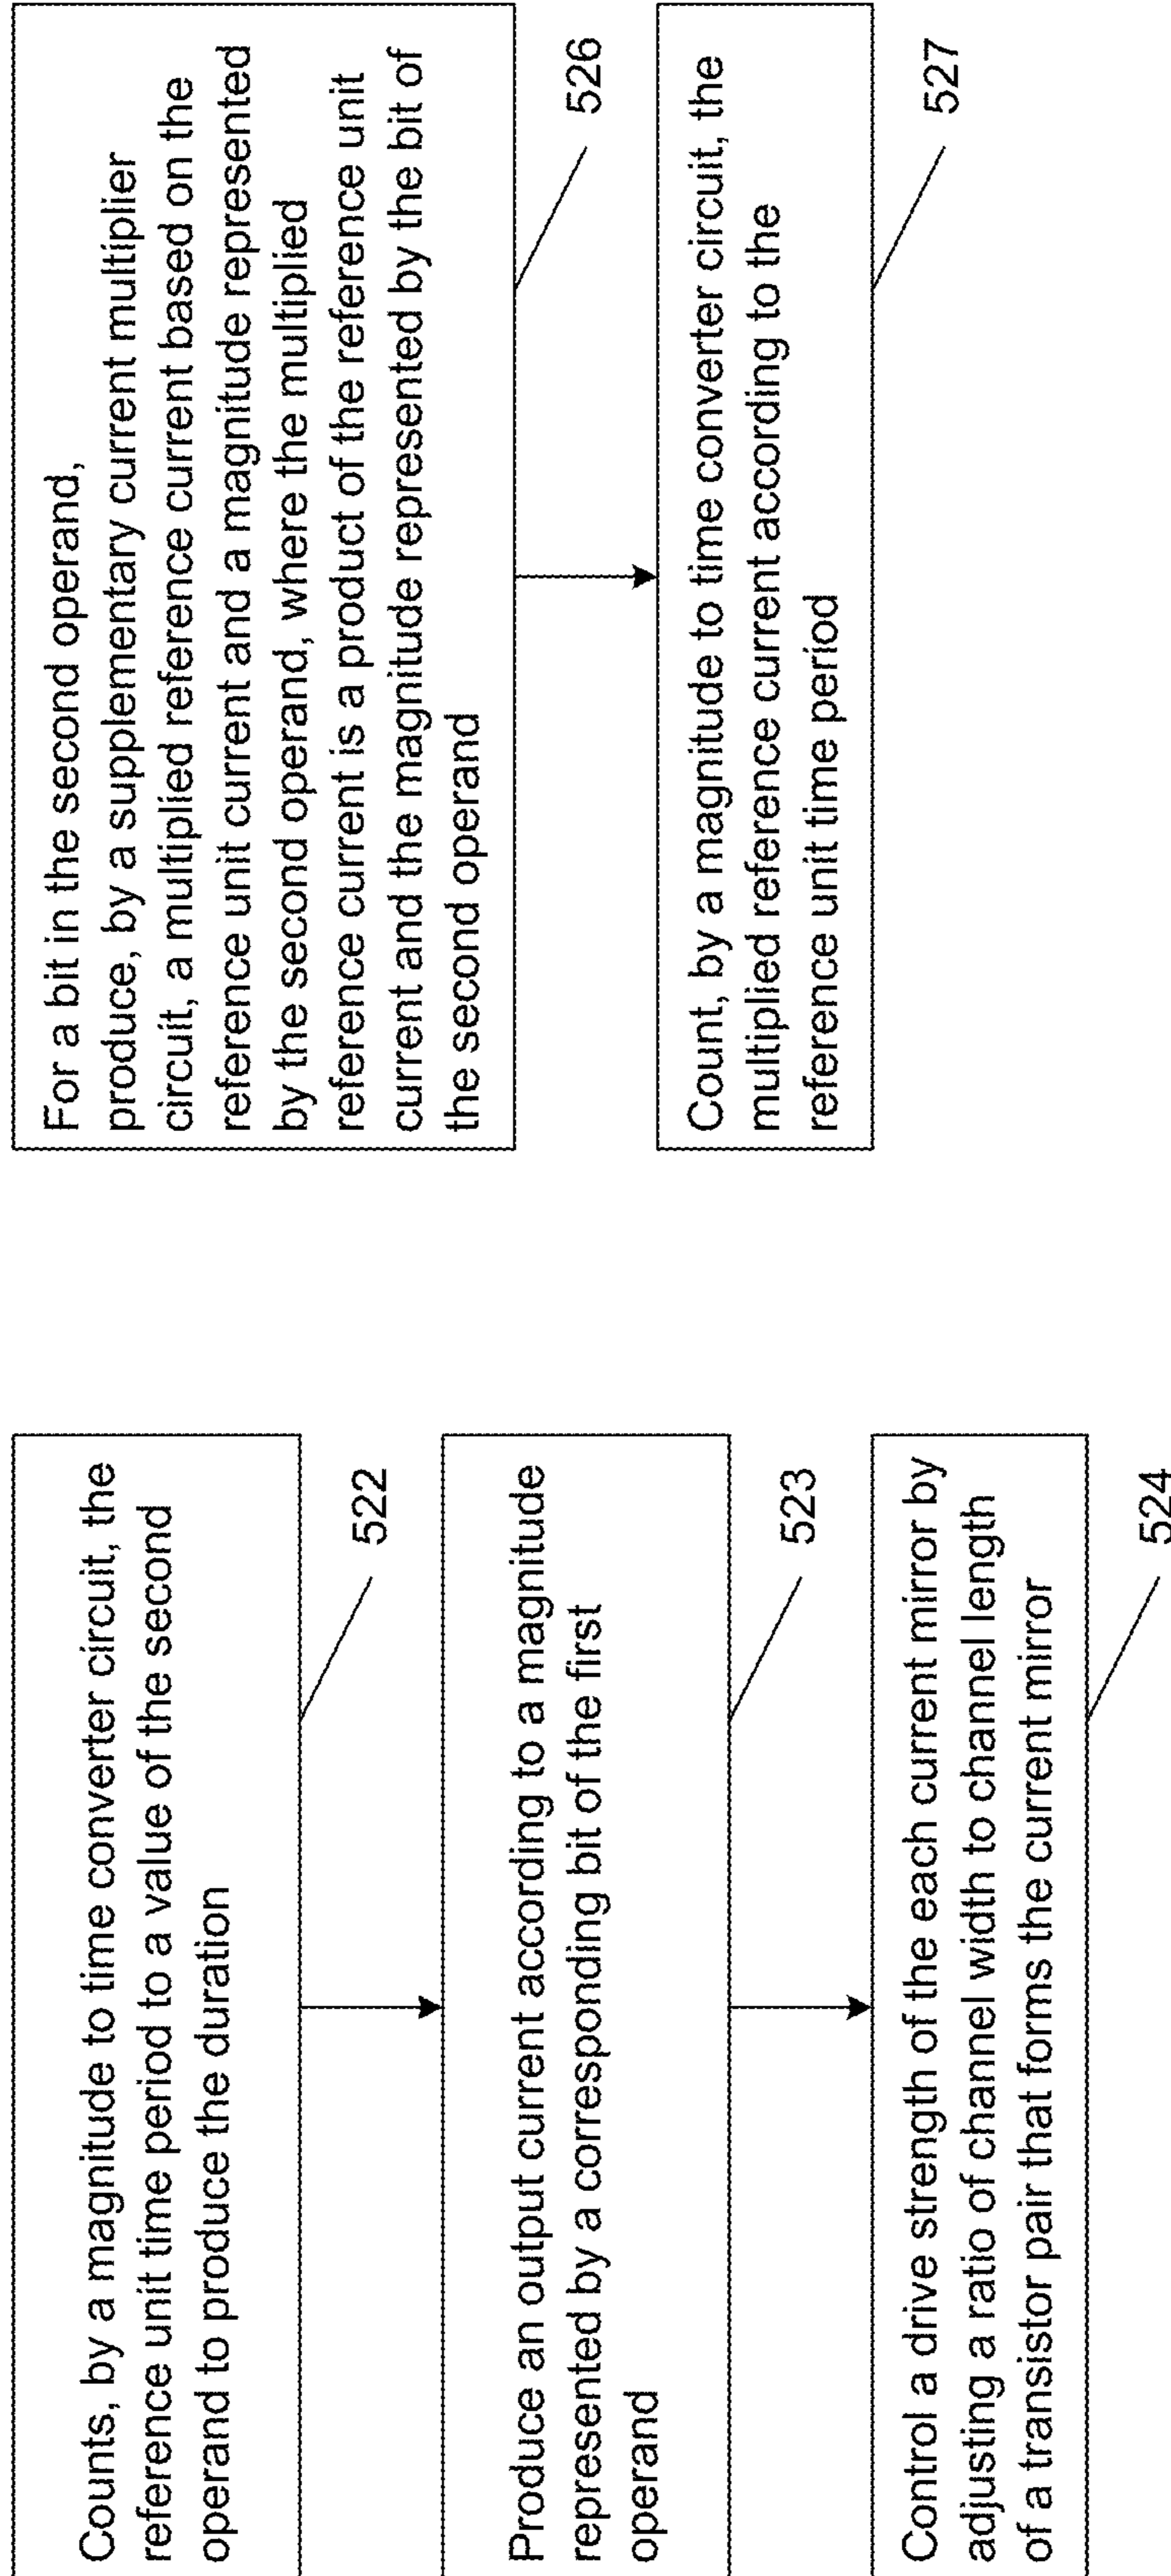 Counts, by a magnitude to time converter circuit, the
reference unit time period to a value of the second
operand to produce the duration
522
Produce an output current according to a magnitude
represented by a corresponding bit of the first
operand
523
Control a drive strength of the each current mirror by
adjusting a ratio of channel width to channel length
of a transistor pair that forms the current mirror
524
For a bit in the second operand,
produce, by a supplementary current multiplier
circuit, a multiplied reference current based on the
reference unit current and a magnitude represented
by the second operand, where the multiplied
reference current is a product of the reference unit
current and the magnitude represented by the bit of
the second operand
526
Count, by a magnitude to time converter circuit, the
multiplied reference current according to the
reference unit time period
527